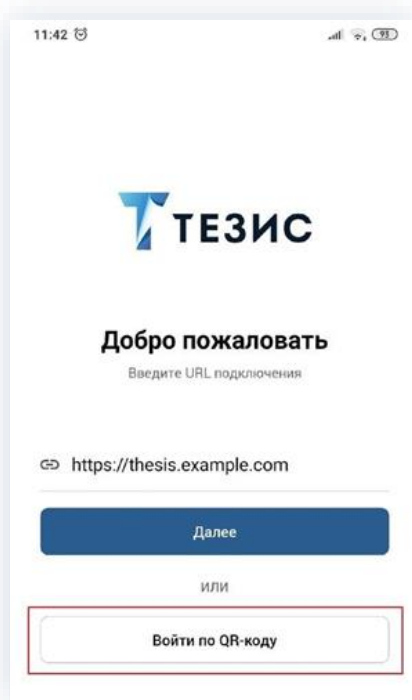 11:42
93
ТЕЗИС
Добро пожаловать
Введите URL подключения
https://thesis.example.com
Далее
или
Войти по QR-коду